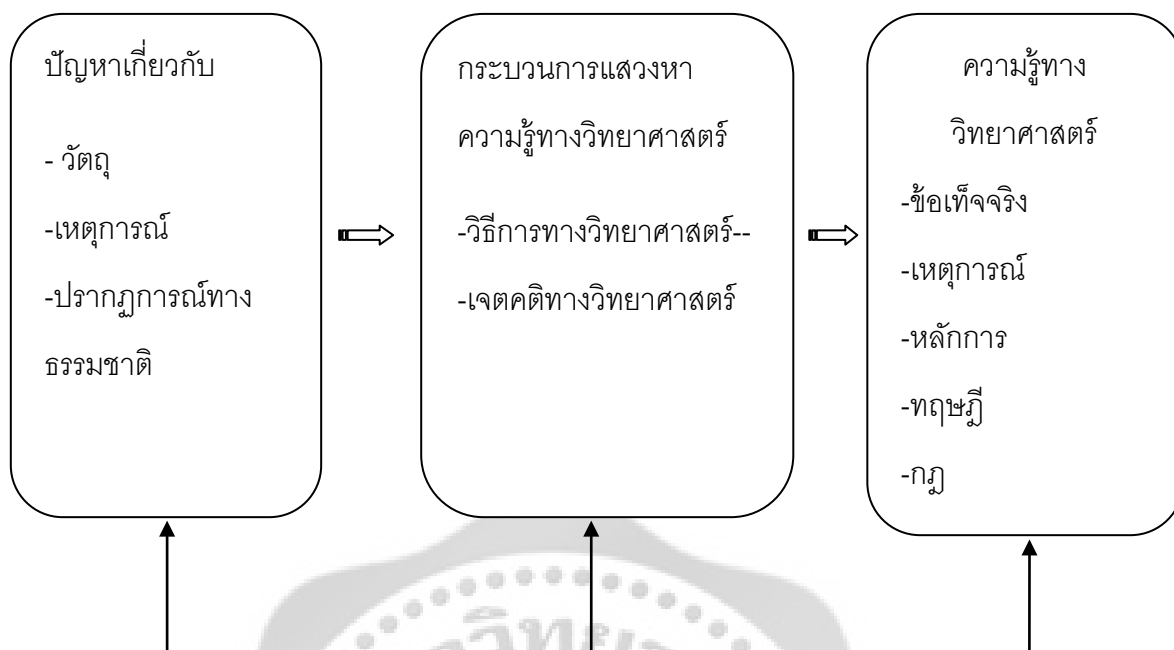 ปัญหาเกี่ยวกับ
- วัตถุ
-เหตุการณ์
-ปรากฏการณ์ทาง
ธรรมชาติ
กระบวนการแสวงหา
ความรู้ทางวิทยาศาสตร์
-วิธีการทางวิทยาศาสตร์--
-เจตคติทางวิทยาศาสตร์
ความรู้ทาง
วิทยาศาสตร์
-ข้อเท็จจริง
-เหตุการณ์
-หลักการ
-ทฤษฎี
-กฎ